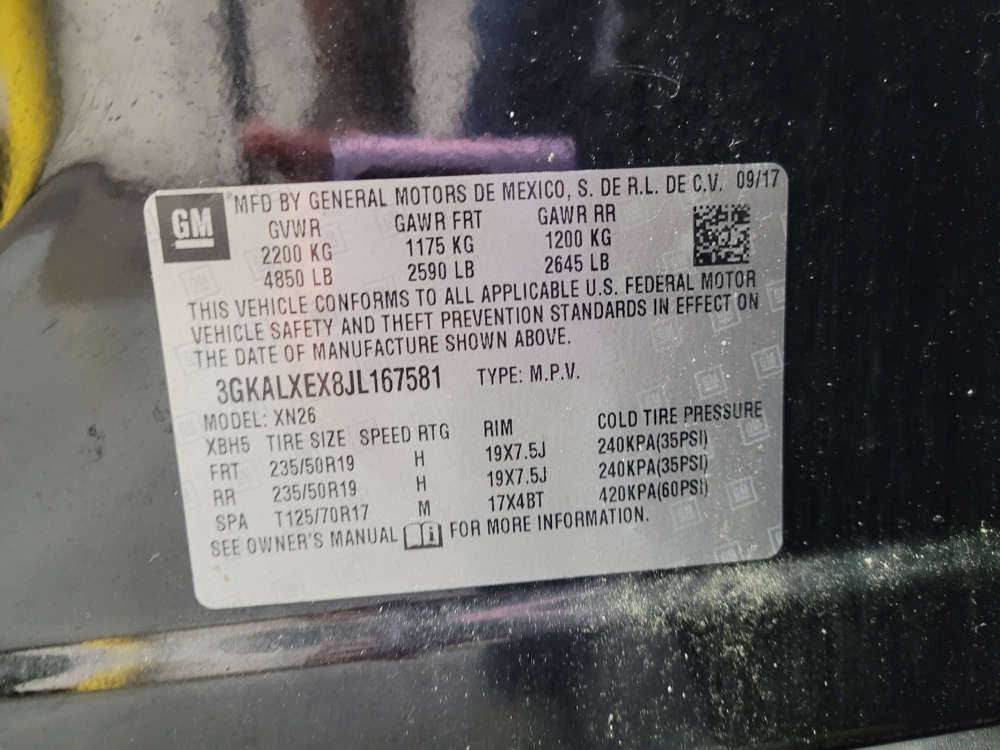 GM
MFD BY GENERAL MOTORS DE MEXICO, S. DE R.L. DE C.V. 09/17
GVWR GAWR FRT GAWR RR
2200 KG 1175 KG 1200 KG
4850 LB 2590 LB 2645 LB
THIS VEHICLE CONFORMS TO ALL APPLICABLE U.S. FEDERAL MOTOR
VEHICLE SAFETY AND THEFT PREVENTION STANDARDS IN EFFECT ON
THE DATE OF MANUFACTURE SHOWN ABOVE.
3GKALXEX8JL167581 TYPE: M.P.V.
MODEL: XN26
XBH5 TIRE SIZE SPEED RTG RIM COLD TIRE PRESSURE
FRT 235/50R19 H 19X7.5J 240KPA(35PSI)
RR 235/50R19 H 19X7.5J 240KPA(35PSI)
SPA T125/70R17 M 17X4BT 420KPA(60PSI)
SEE OWNER'S MANUAL i FOR MORE INFORMATION.